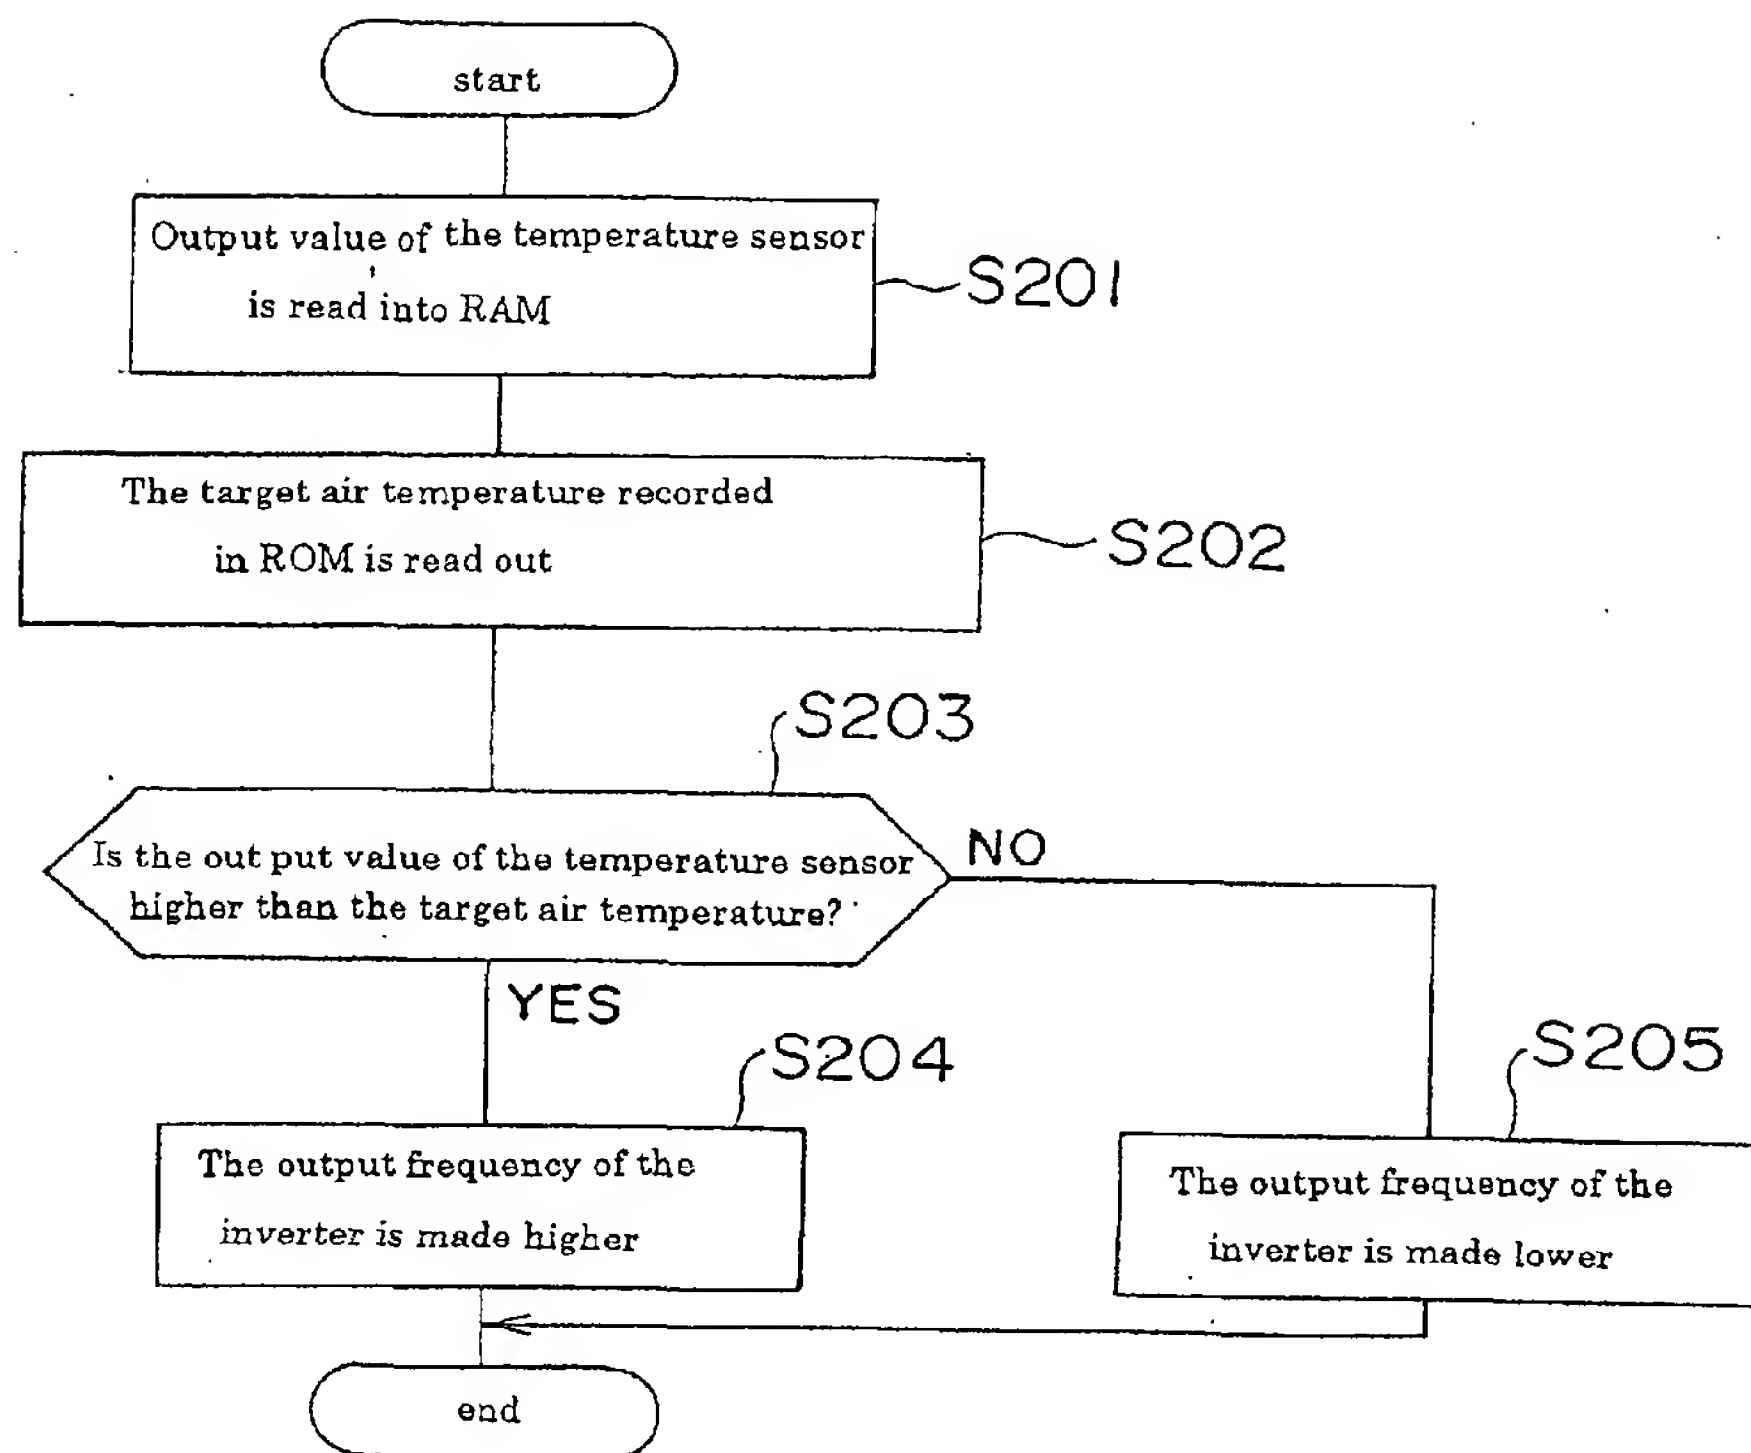 start
Output value of the temperature sensor
is read into RAM
S201
The target air temperature recorded
in ROM is read out
S202
S203
Is the out put value of the temperature sensor
higher than the target air temperature?
NO
YES
S204
The output frequency of the
inverter is made higher
S205
The output frequency of the
inverter is made lower
end